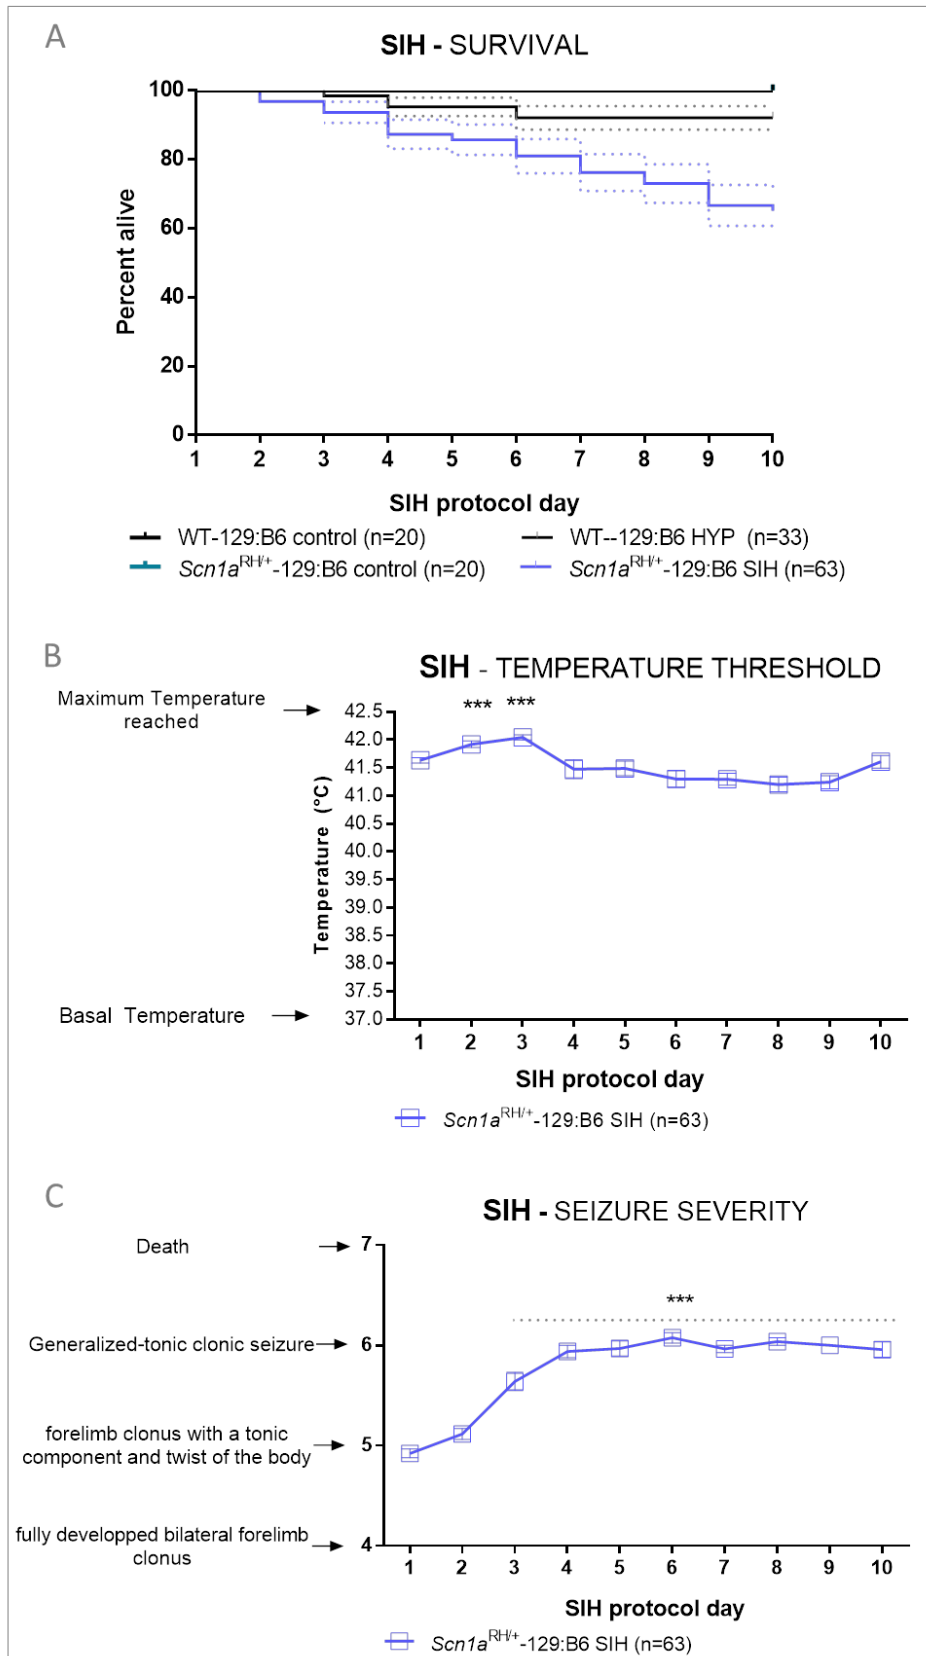 A
SIH - SURVIVAL
100
80
60
40
20
0
Percent alive
1 2 3 4 5 6 7 8 9 10
SIH protocol day
WT-129:B6 control (n=20)
WT--129:B6 HYP (n=33)
Scn1aRH/+-129:B6 control (n=20)
Scn1aRH/+-129:B6 SIH (n=63)
B
SIH - TEMPERATURE THRESHOLD
Maximum Temperature
reached
*** ***
42.5
42.0
41.5
41.0
40.5
40.0
39.5
39.0
38.5
38.0
37.5
37.0
Temperature (°C)
Basal Temperature
1 2 3 4 5 6 7 8 9 10
SIH protocol day
Scn1aRH/+-129:B6 SIH (n=63)
C
SIH - SEIZURE SEVERITY
Death
7
***
Generalized-tonic clonic seizure
6
forelimb clonus with a tonic
component and twist of the body
5
fully developped bilateral forelimb
clonus
4
1 2 3 4 5 6 7 8 9 10
SIH protocol day
Scn1aRH/+-129:B6 SIH (n=63)